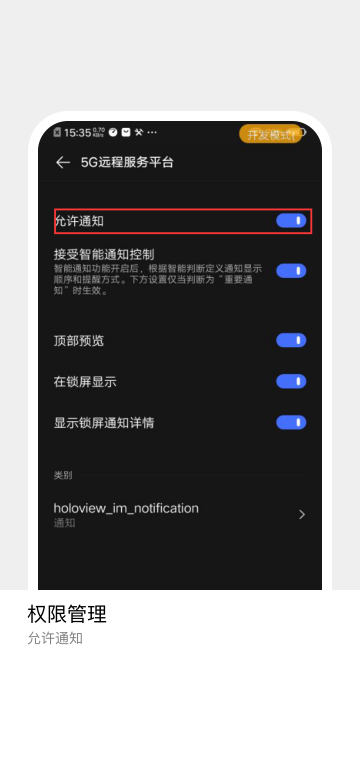 15:35 0.70 KB/s ···
开发模式
5G远程服务平台
允许通知
接受智能通知控制
智能通知功能开启后，根据智能判断定义通知显示
顺序和提醒方式。下方设置仅当判断为“重要通
知”时生效。
顶部预览
在锁屏显示
显示锁屏通知详情
类别
holoview_im_notification
通知
权限管理
允许通知